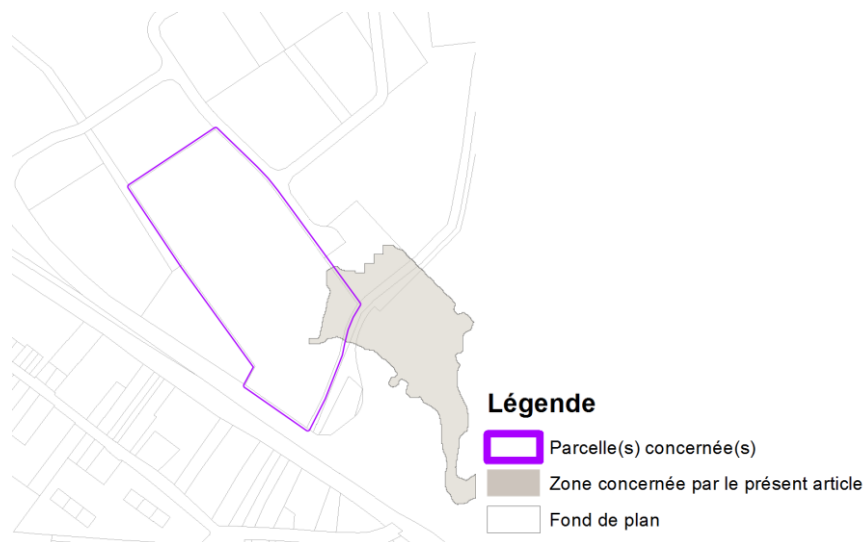 Légende
Parcelle(s) concernée(s)
Zone concernée par le présent article
Fond de plan